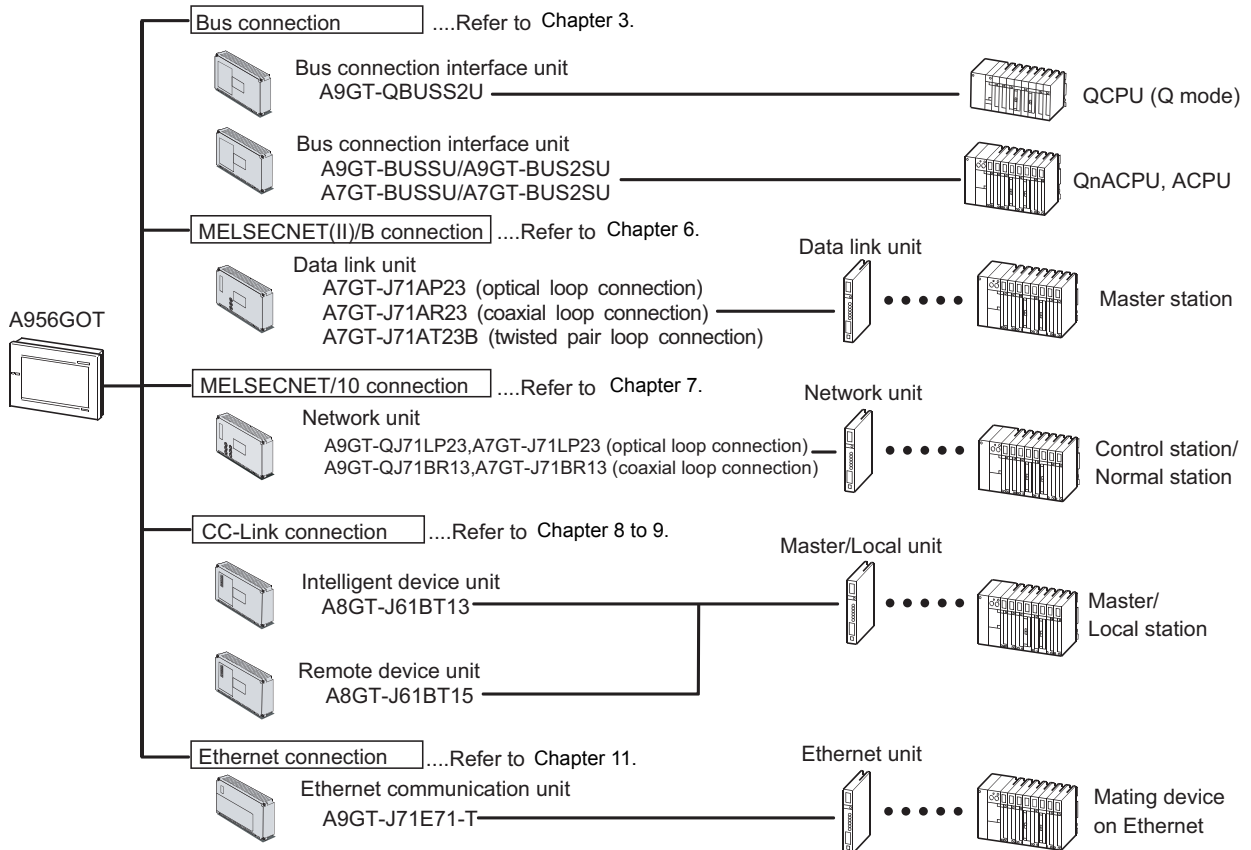 Bus connection ....Refer to Chapter 3.
Bus connection interface unit
A9GT-QBUSS2U
QCPU (Q mode)
Bus connection interface unit
A9GT-BUSSU/A9GT-BUS2SU
A7GT-BUSSU/A7GT-BUS2SU
QnACPU, ACPU
MELSECNET(II)/B connection ....Refer to Chapter 6.
Data link unit
Data link unit
A7GT-J71AP23 (optical loop connection)
A7GT-J71AR23 (coaxial loop connection)
A7GT-J71AT23B (twisted pair loop connection)
Master station
A956GOT
MELSECNET/10 connection ....Refer to Chapter 7.
Network unit
Network unit
A9GT-QJ71LP23,A7GT-J71LP23 (optical loop connection)
A9GT-QJ71BR13,A7GT-J71BR13 (coaxial loop connection)
Control station/
Normal station
CC-Link connection ....Refer to Chapter 8 to 9.
Master/Local unit
Intelligent device unit
A8GT-J61BT13
Master/
Local station
Remote device unit
A8GT-J61BT15
Ethernet connection ....Refer to Chapter 11.
Ethernet unit
Ethernet communication unit
A9GT-J71E71-T
Mating device
on Ethernet